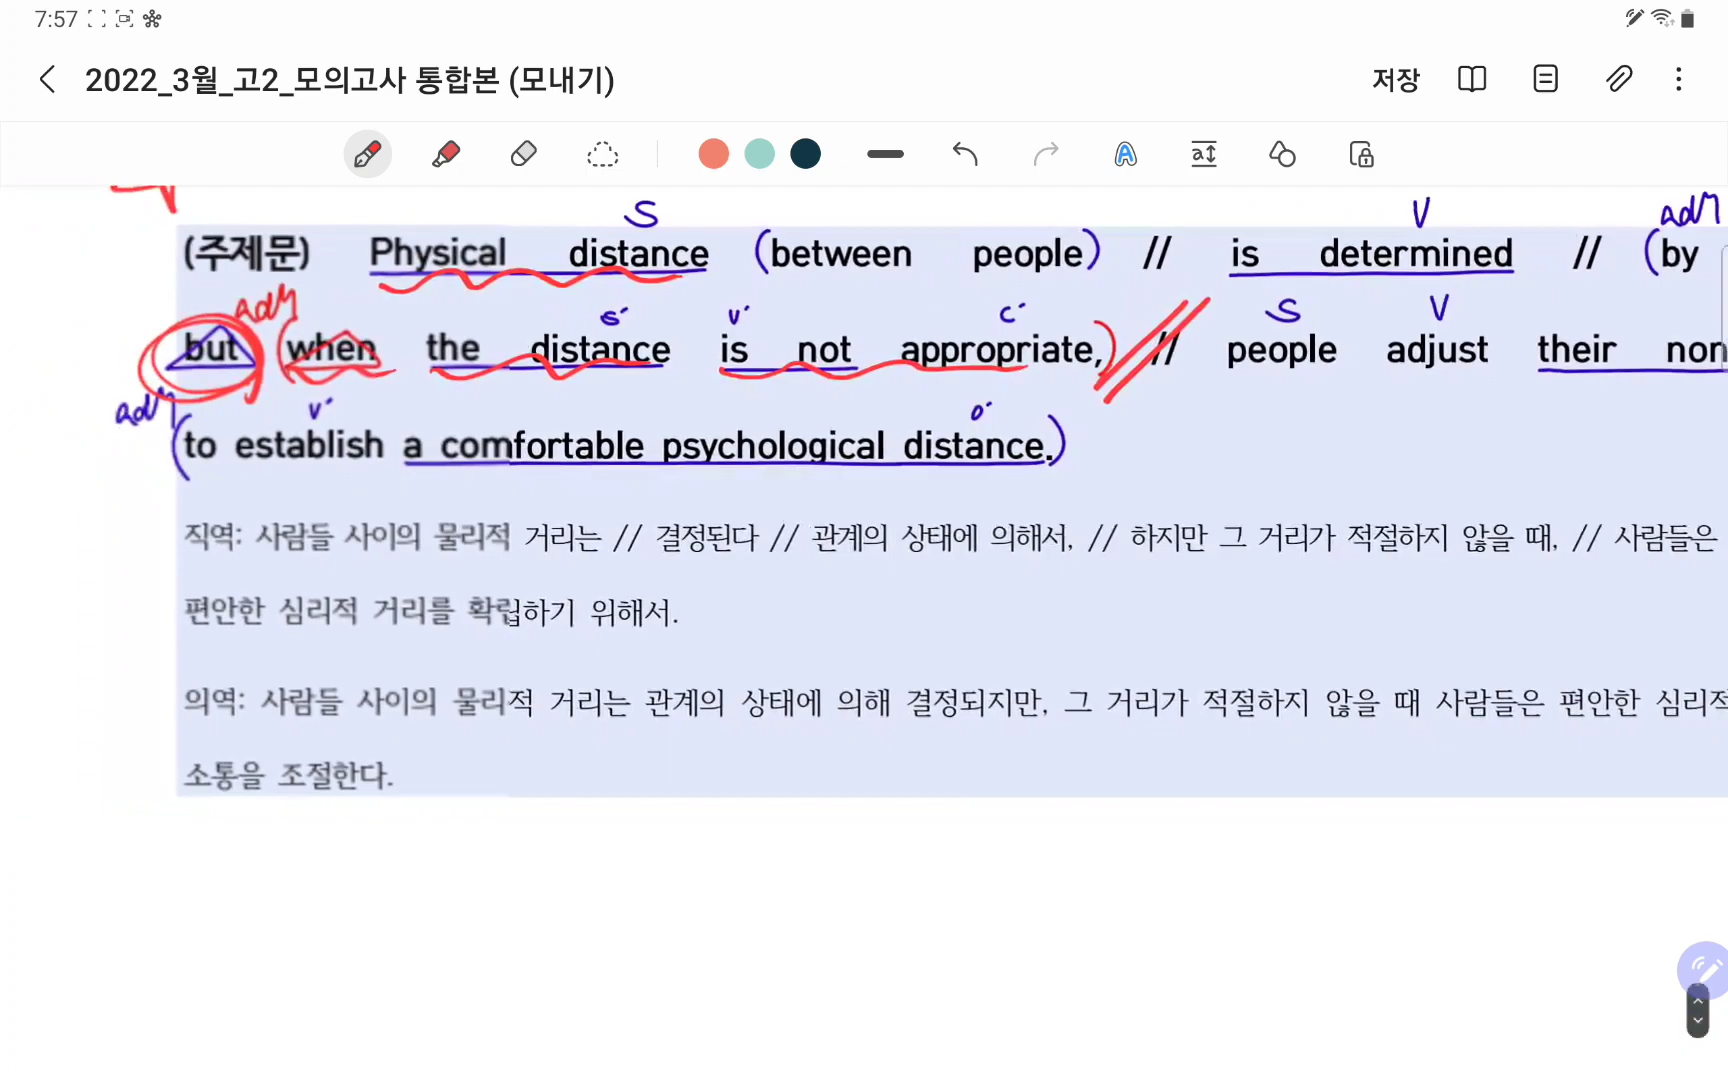 7:57
2022_3월_고2_모의고사 통합본 (모내기)
저장
S V adM
(주제문) Physical distance (between people) // is determined // (by
adM s' v' c' S V
but (when the distance is not appropriate,) // people adjust their non
adM v' o'
(to establish a comfortable psychological distance.)
직역: 사람들 사이의 물리적 거리는 // 결정된다 // 관계의 상태에 의해서, // 하지만 그 거리가 적절하지 않을 때, // 사람들은
편안한 심리적 거리를 확립하기 위해서.
의역: 사람들 사이의 물리적 거리는 관계의 상태에 의해 결정되지만, 그 거리가 적절하지 않을 때 사람들은 편안한 심리적
소통을 조절한다.